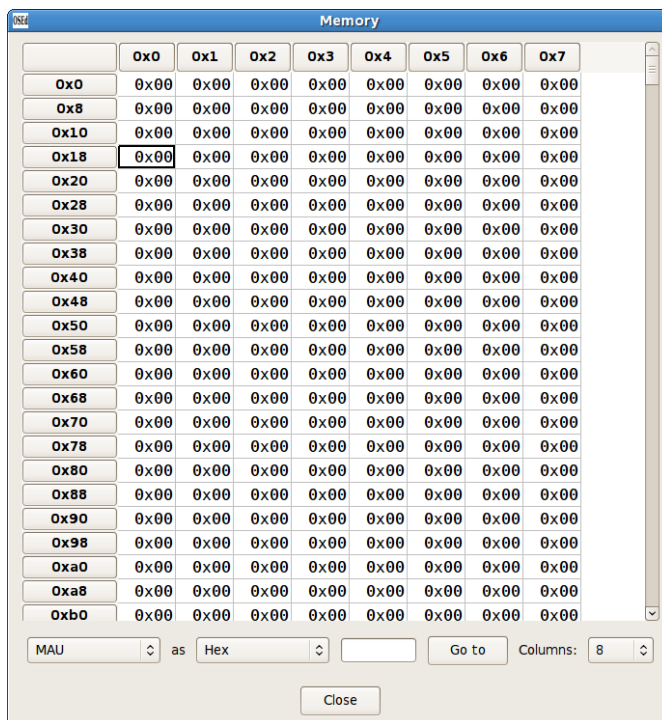 OSEd Memory
0x0 0x1 0x2 0x3 0x4 0x5 0x6 0x7
0x0 0x00 0x00 0x00 0x00 0x00 0x00 0x00 0x00
0x8 0x00 0x00 0x00 0x00 0x00 0x00 0x00 0x00
0x10 0x00 0x00 0x00 0x00 0x00 0x00 0x00 0x00
0x18 0x00 0x00 0x00 0x00 0x00 0x00 0x00 0x00
0x20 0x00 0x00 0x00 0x00 0x00 0x00 0x00 0x00
0x28 0x00 0x00 0x00 0x00 0x00 0x00 0x00 0x00
0x30 0x00 0x00 0x00 0x00 0x00 0x00 0x00 0x00
0x38 0x00 0x00 0x00 0x00 0x00 0x00 0x00 0x00
0x40 0x00 0x00 0x00 0x00 0x00 0x00 0x00 0x00
0x48 0x00 0x00 0x00 0x00 0x00 0x00 0x00 0x00
0x50 0x00 0x00 0x00 0x00 0x00 0x00 0x00 0x00
0x58 0x00 0x00 0x00 0x00 0x00 0x00 0x00 0x00
0x60 0x00 0x00 0x00 0x00 0x00 0x00 0x00 0x00
0x68 0x00 0x00 0x00 0x00 0x00 0x00 0x00 0x00
0x70 0x00 0x00 0x00 0x00 0x00 0x00 0x00 0x00
0x78 0x00 0x00 0x00 0x00 0x00 0x00 0x00 0x00
0x80 0x00 0x00 0x00 0x00 0x00 0x00 0x00 0x00
0x88 0x00 0x00 0x00 0x00 0x00 0x00 0x00 0x00
0x90 0x00 0x00 0x00 0x00 0x00 0x00 0x00 0x00
0x98 0x00 0x00 0x00 0x00 0x00 0x00 0x00 0x00
0xa0 0x00 0x00 0x00 0x00 0x00 0x00 0x00 0x00
0xa8 0x00 0x00 0x00 0x00 0x00 0x00 0x00 0x00
0xb0 0x00 0x00 0x00 0x00 0x00 0x00 0x00 0x00
MAU as Hex Go to Columns: 8
Close